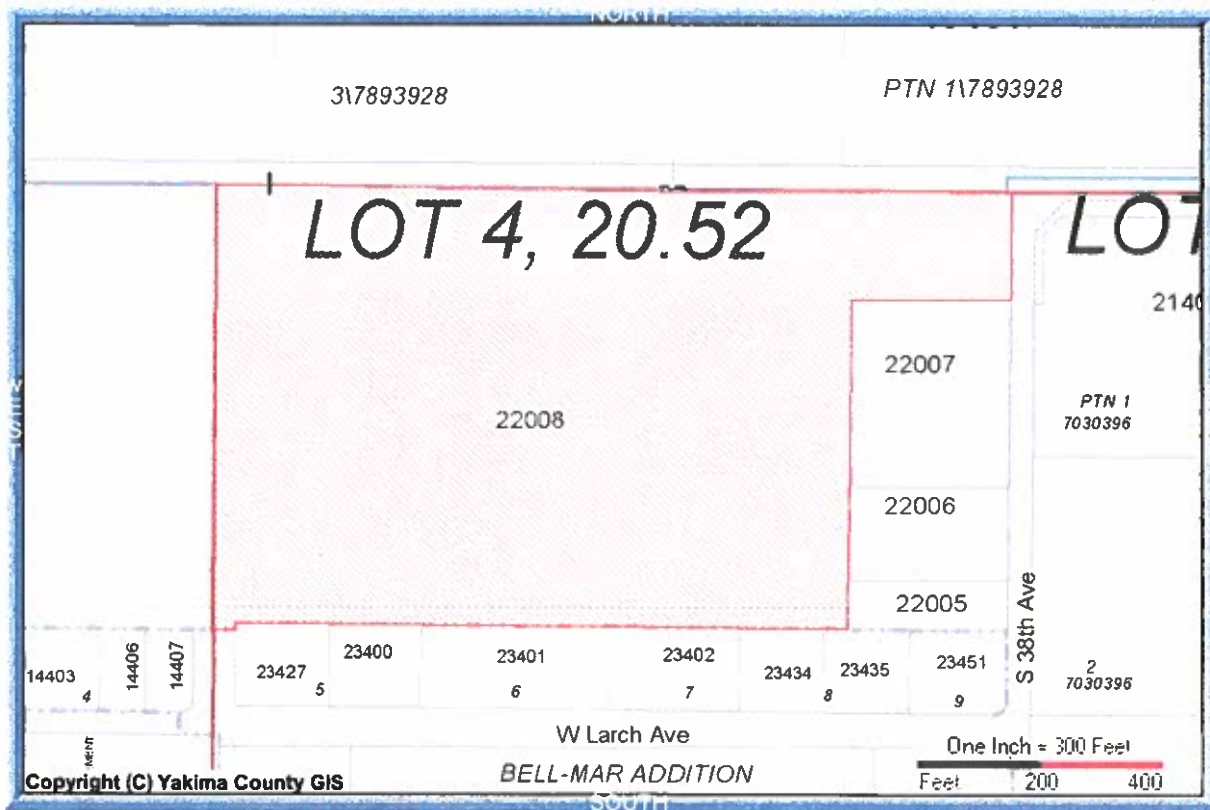 NORTH
3\7893928
PTN 1\7893928
LOT 4, 20.52
LOT
2140
22007
PTN 1
7030396
22008
22006
22005
S 38th Ave
14403
4
14406
14407
23427
5
23400
23401
6
23402
7
23434
8
23435
23451
9
2
7030396
W Larch Ave
BELL-MAR ADDITION
One Inch = 300 Feet
Feet 200 400
Copyright (C) Yakima County GIS
SOUTH